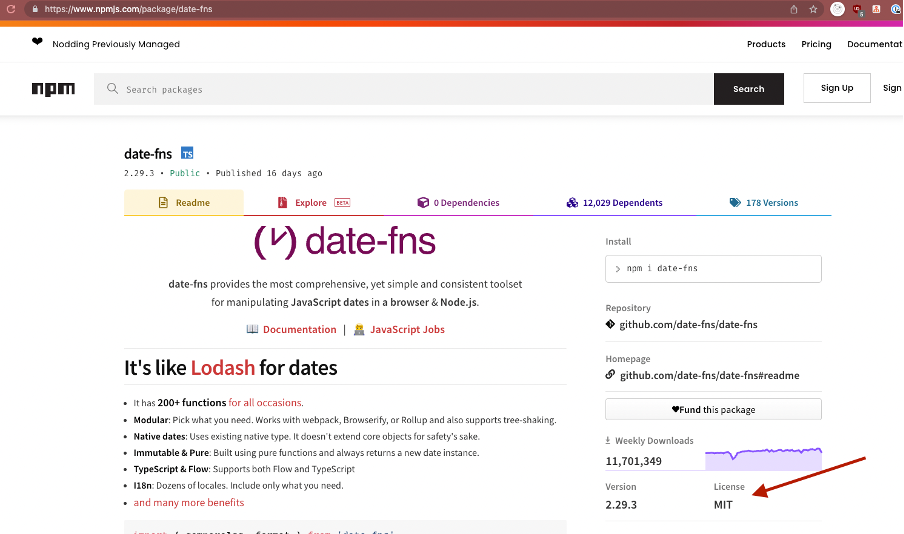 https://www.npmjs.com/package/date-fns
Nodding Previously Managed
Products Pricing Documentat
npm Search packages Search Sign Up Sign
date-fns TS
2.29.3 • Public • Published 16 days ago
Readme Explore BETA 0 Dependencies 12,029 Dependents 178 Versions
date-fns
date-fns provides the most comprehensive, yet simple and consistent toolset
for manipulating JavaScript dates in a browser & Node.js.
Documentation | JavaScript Jobs
It's like Lodash for dates
• It has 200+ functions for all occasions.
• Modular: Pick what you need. Works with webpack, Browserify, or Rollup and also supports tree-shaking.
• Native dates: Uses existing native type. It doesn't extend core objects for safety's sake.
• Immutable & Pure: Built using pure functions and always returns a new date instance.
• TypeScript & Flow: Supports both Flow and TypeScript
• I18n: Dozens of locales. Include only what you need.
• and many more benefits
Install
> npm i date-fns
Repository
github.com/date-fns/date-fns
Homepage
github.com/date-fns/date-fns#readme
Fund this package
Weekly Downloads
11,701,349
Version License
2.29.3 MIT